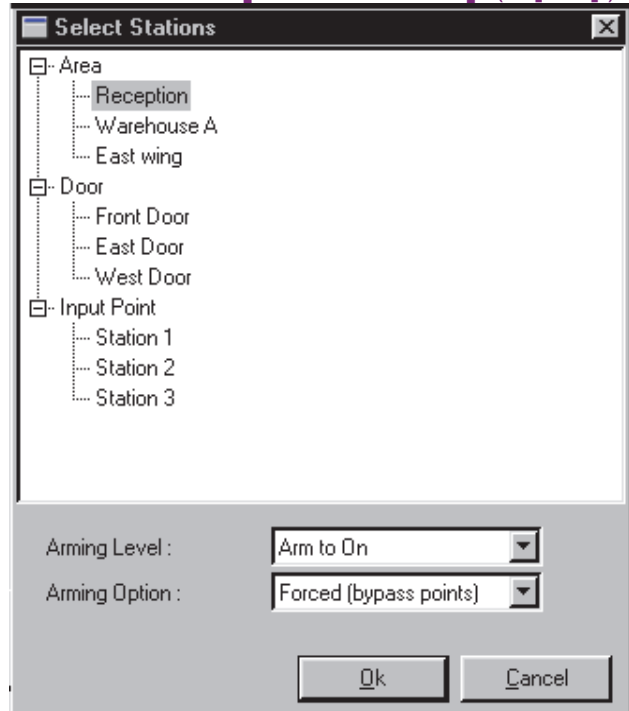 Select Stations
Area
Reception
Warehouse A
East wing
Door
Front Door
East Door
West Door
Input Point
Station 1
Station 2
Station 3
Arming Level : Arm to On
Arming Option : Forced (bypass points)
Ok Cancel